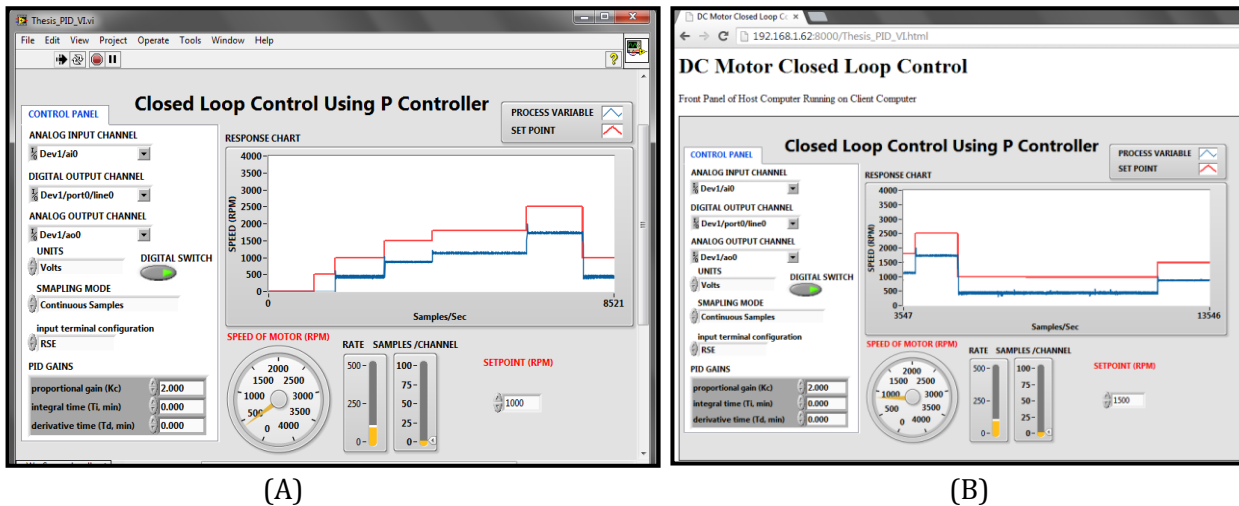 Thesis_PID_VI.vi
File Edit View Project Operate Tools Window Help
Closed Loop Control Using P Controller
CONTROL PANEL
PROCESS VARIABLE
SET POINT
ANALOG INPUT CHANNEL
Dev1/ai0
DIGITAL OUTPUT CHANNEL
Dev1/port0/line0
ANALOG OUTPUT CHANNEL
Dev1/ao0
UNITS
Volts
DIGITAL SWITCH
SMAPLING MODE
Continuous Samples
input terminal configuration
RSE
PID GAINS
proportional gain (Kc) 2.000
integral time (Ti, min) 0.000
derivative time (Td, min) 0.000
RESPONSE CHART
SPEED (RPM)
4000
3500
3000
2500
2000
1500
1000
500
0
0 8521
Samples/Sec
SPEED OF MOTOR (RPM)
0 500 1000 1500 2000 2500 3000 3500 4000
RATE SAMPLES /CHANNEL
500
250
0
100
75
50
25
0
SETPOINT (RPM)
1000
(A)
DC Motor Closed Loop Co
192.168.1.62:8000/Thesis_PID_VI.html
DC Motor Closed Loop Control
Front Panel of Host Computer Running on Client Computer
Closed Loop Control Using P Controller
CONTROL PANEL
PROCESS VARIABLE
SET POINT
ANALOG INPUT CHANNEL
Dev1/ai0
DIGITAL OUTPUT CHANNEL
Dev1/port0/line0
ANALOG OUTPUT CHANNEL
Dev1/ao0
UNITS
Volts
DIGITAL SWITCH
SMAPLING MODE
Continuous Samples
input terminal configuration
RSE
PID GAINS
proportional gain (Kc) 2.000
integral time (Ti, min) 0.000
derivative time (Td, min) 0.000
RESPONSE CHART
SPEED (RPM)
4000
3500
3000
2500
2000
1500
1000
500
0
3547 13546
Samples/Sec
SPEED OF MOTOR (RPM)
0 500 1000 1500 2000 2500 3000 3500 4000
RATE SAMPLES /CHANNEL
500
250
0
100
75
50
25
0
SETPOINT (RPM)
1500
(B)